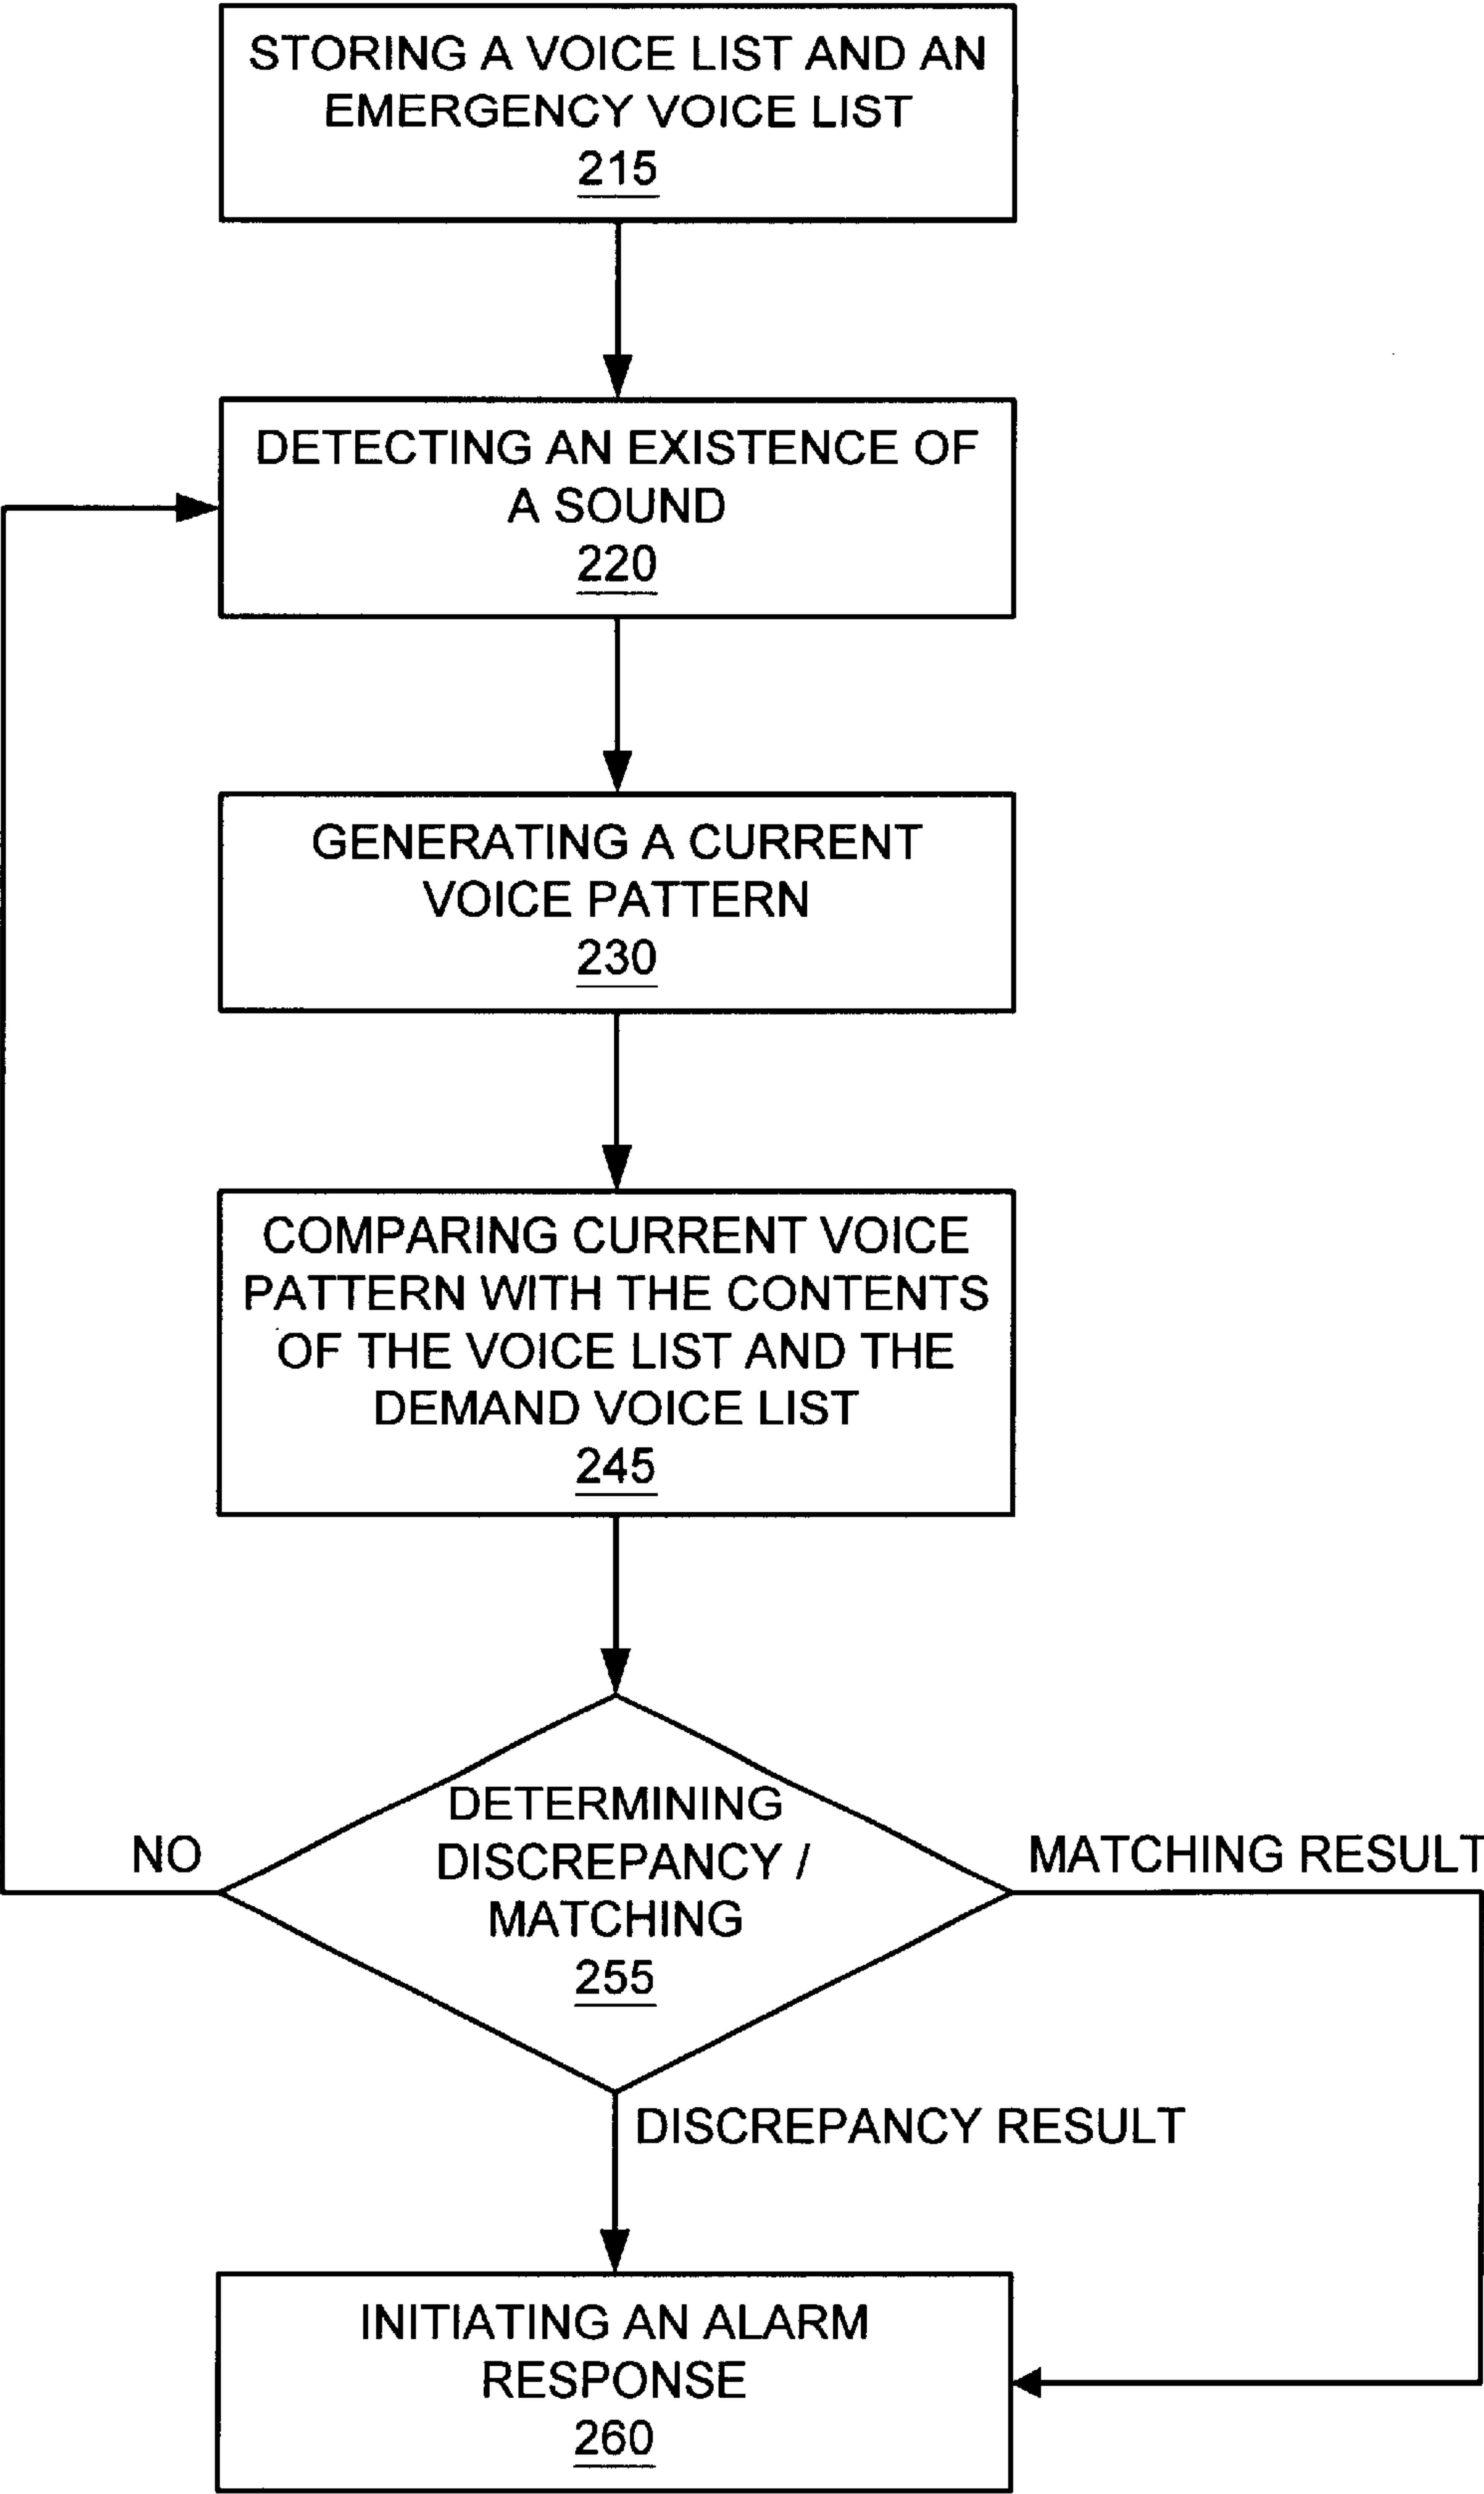 STORING A VOICE LIST AND AN
EMERGENCY VOICE LIST
215
DETECTING AN EXISTENCE OF
A SOUND
220
GENERATING A CURRENT
VOICE PATTERN
230
COMPARING CURRENT VOICE
PATTERN WITH THE CONTENTS
OF THE VOICE LIST AND THE
DEMAND VOICE LIST
245
DETERMINING
DISCREPANCY /
MATCHING
255
NO
MATCHING RESULT
DISCREPANCY RESULT
INITIATING AN ALARM
RESPONSE
260